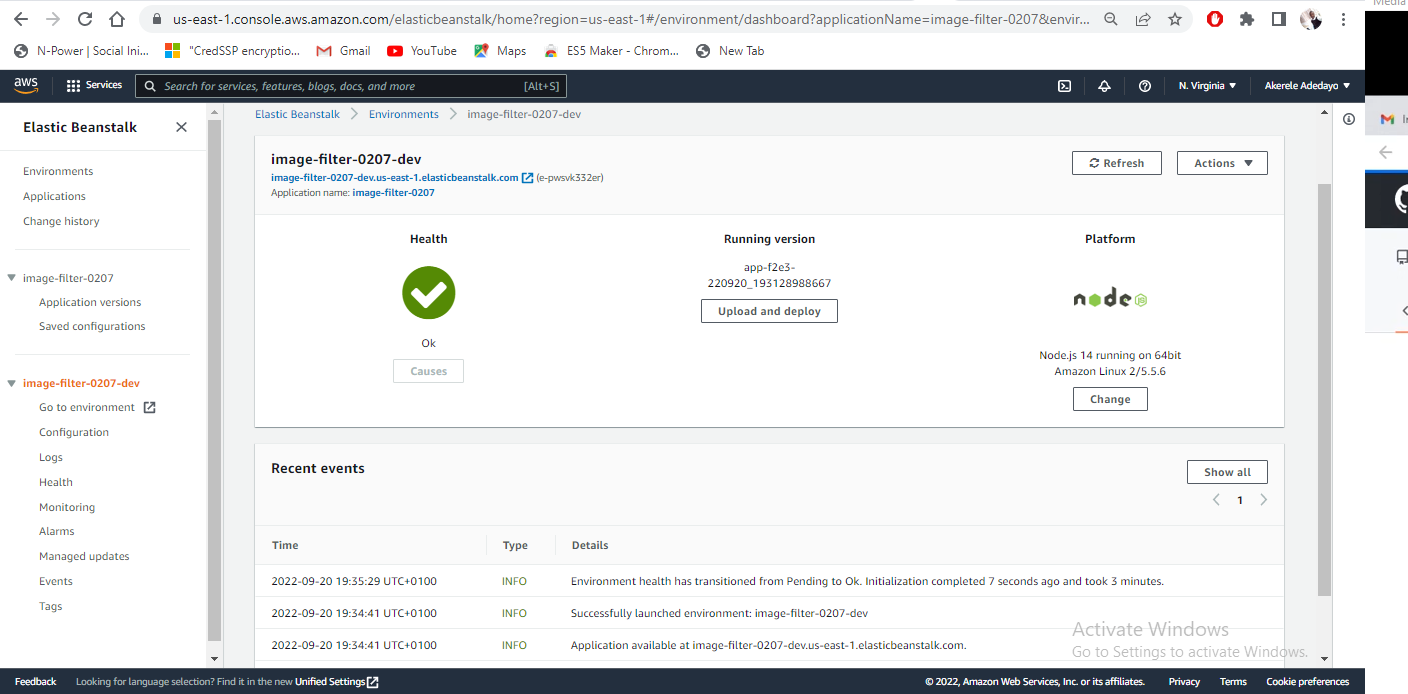 us-east-1.console.aws.amazon.com/elasticbeanstalk/home?region=us-east-1#/environment/dashboard?applicationName=image-filter-0207&envir...
N-Power | Social Ini...
"CredSSP encryptio...
Gmail
YouTube
Maps
ES5 Maker - Chrom...
New Tab
aws
Services
Search for services, features, blogs, docs, and more
[Alt+S]
N. Virginia
Akerele Adedayo
Elastic Beanstalk
Environments
Applications
Change history
image-filter-0207
Application versions
Saved configurations
image-filter-0207-dev
Go to environment
Configuration
Logs
Health
Monitoring
Alarms
Managed updates
Events
Tags
Elastic Beanstalk > Environments > image-filter-0207-dev
image-filter-0207-dev
image-filter-0207-dev.us-east-1.elasticbeanstalk.com (e-pwsvk332er)
Application name: image-filter-0207
Refresh
Actions
Health
Ok
Causes
Running version
app-f2e3-
220920_193128988667
Upload and deploy
Platform
node JS
Node.js 14 running on 64bit
Amazon Linux 2/5.5.6
Change
Recent events
Show all
1
Time Type Details
2022-09-20 19:35:29 UTC+0100 INFO Environment health has transitioned from Pending to Ok. Initialization completed 7 seconds ago and took 3 minutes.
2022-09-20 19:34:41 UTC+0100 INFO Successfully launched environment: image-filter-0207-dev
2022-09-20 19:34:41 UTC+0100 INFO Application available at image-filter-0207-dev.us-east-1.elasticbeanstalk.com.
Activate Windows
Go to Settings to activate Windows.
Feedback
Looking for language selection? Find it in the new Unified Settings
© 2022, Amazon Web Services, Inc. or its affiliates.
Privacy
Terms
Cookie preferences